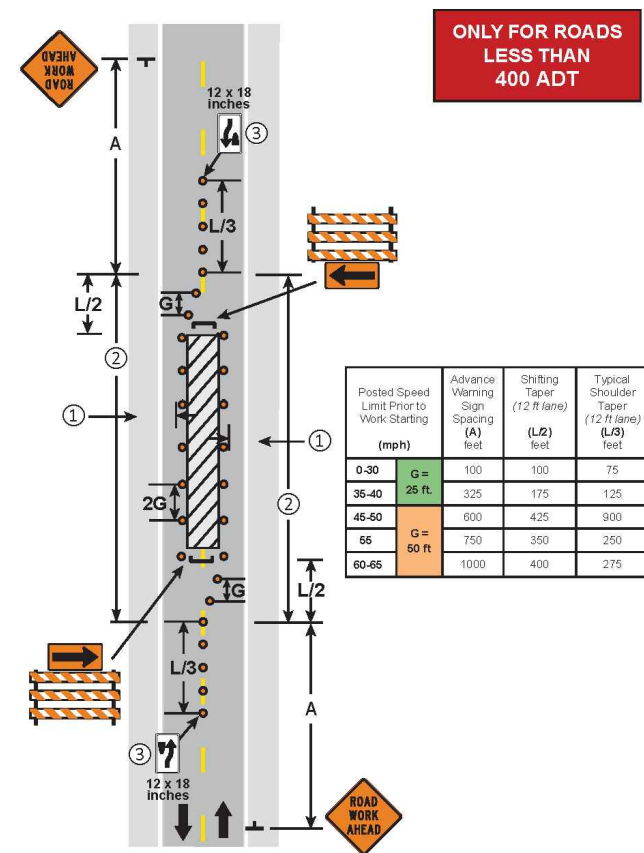 ONLY FOR ROADS
LESS THAN
400 ADT
ROAD
WORK
AHEAD
12 x 18
inches
3
A
L/3
L/2
G
2
1
1
2G
2
G
L/2
L/3
A
3
12 x 18
inches
ROAD
WORK
AHEAD
Posted Speed Limit Prior to Work Starting (mph) Advance Warning Sign Spacing (A) feet Shifting Taper (12 ft lane) (L/2) feet Typical Shoulder Taper (12 ft lane) (L/3) feet
0-30 G = 25 ft. 100 100 75
35-40 325 175 125
45-50 G = 50 ft 600 425 900
55 750 350 250
60-65 1000 400 275